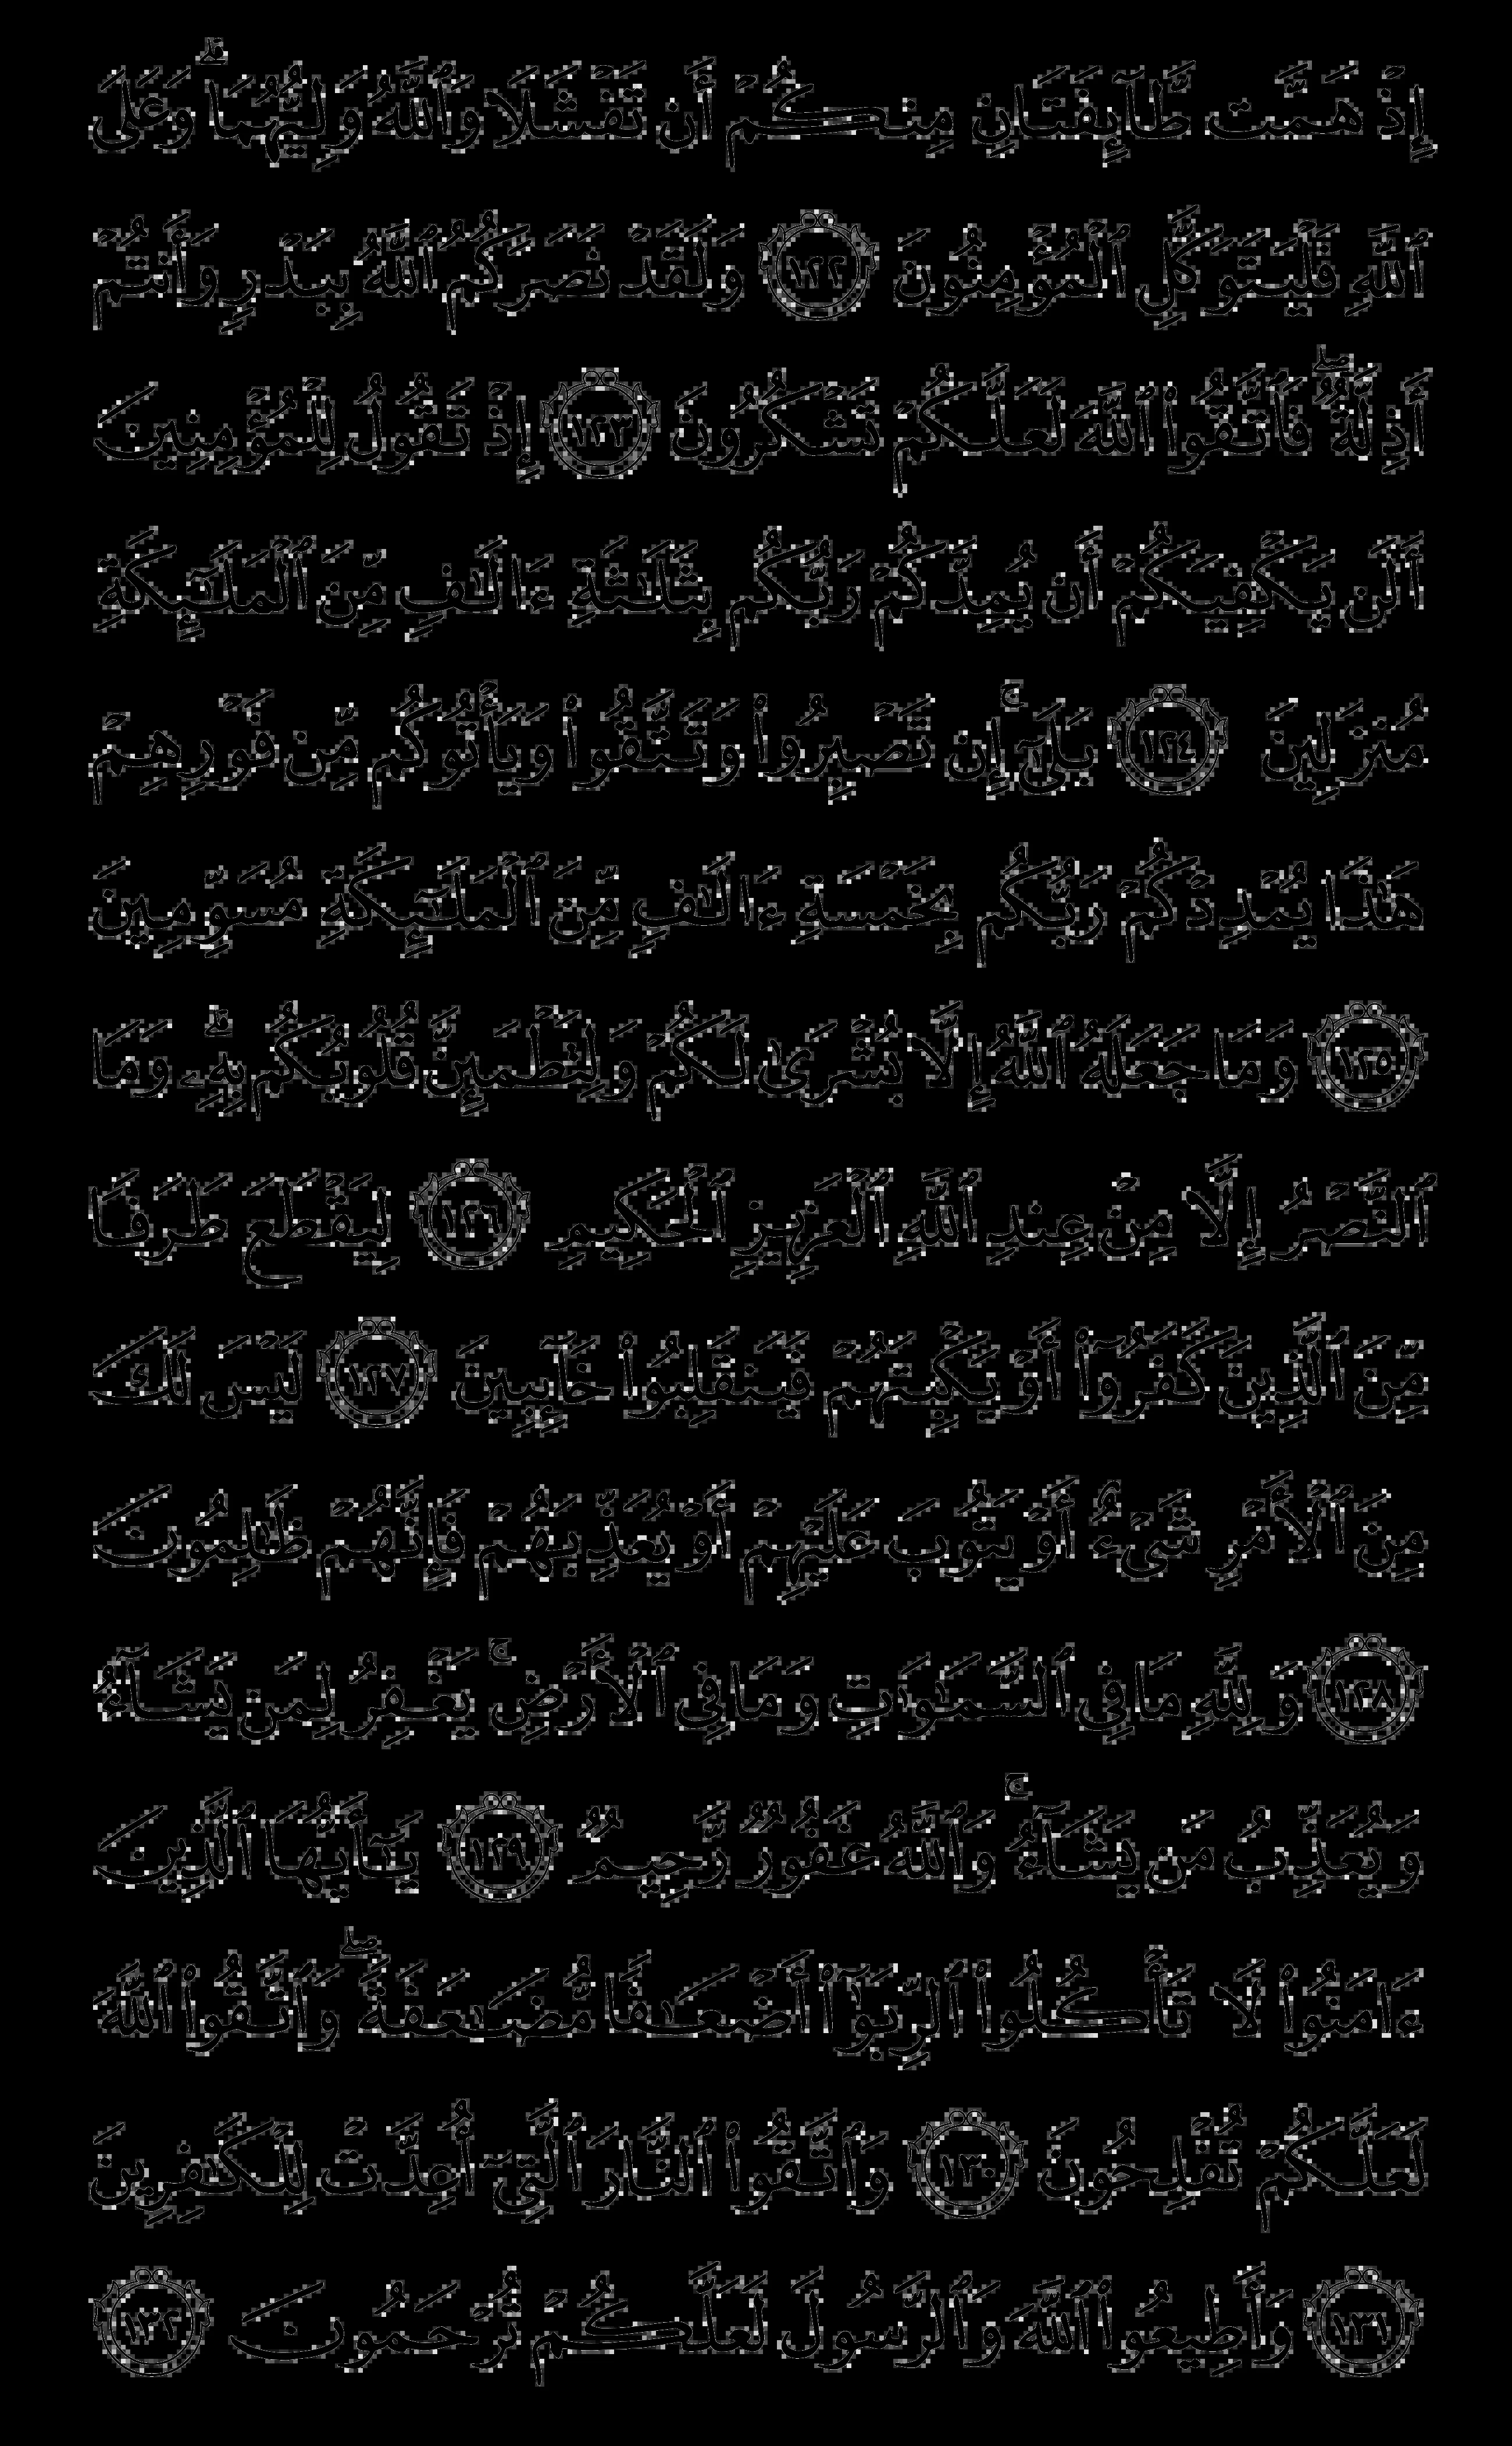 إِذْ هَمَّت طَّآئِفَتَانِ مِنكُمْ أَن تَفْشَلَا وَٱللَّهُ وَلِيُّهُمَا ۗ وَعَلَى
ٱللَّهِ فَلْيَتَوَكَّلِ ٱلْمُؤْمِنُونَ ١٢٢ وَلَقَدْ نَصَرَكُمُ ٱللَّهُ بِبَدْرٍ وَأَنتُمْ
أَذِلَّةٌ ۖ فَٱتَّقُوا۟ ٱللَّهَ لَعَلَّكُمْ تَشْكُرُونَ ١٢٣ إِذْ تَقُولُ لِلْمُؤْمِنِينَ
أَلَن يَكْفِيَكُمْ أَن يُمِدَّكُمْ رَبُّكُم بِثَلَـٰثَةِ ءَالَـٰفٍ مِّنَ ٱلْمَلَـٰٓئِكَةِ
مُنزَلِينَ ١٢٤ بَلَىٰٓ ۚ إِن تَصْبِرُوا۟ وَتَتَّقُوا۟ وَيَأْتُوكُم مِّن فَوْرِهِمْ
هَـٰذَا يُمْدِدْكُمْ رَبُّكُم بِخَمْسَةِ ءَالَـٰفٍ مِّنَ ٱلْمَلَـٰٓئِكَةِ مُسَوِّمِينَ
١٢٥ وَمَا جَعَلَهُ ٱللَّهُ إِلَّا بُشْرَىٰ لَكُمْ وَلِتَطْمَئِنَّ قُلُوبُكُم بِهِۦ ۗ وَمَا
ٱلنَّصْرُ إِلَّا مِنْ عِندِ ٱللَّهِ ٱلْعَزِيزِ ٱلْحَكِيمِ ١٢٦ لِيَقْطَعَ طَرَفًا
مِّنَ ٱلَّذِينَ كَفَرُوٓا۟ أَوْ يَكْبِتَهُمْ فَيَنقَلِبُوا۟ خَآئِبِينَ ١٢٧ لَيْسَ لَكَ
مِنَ ٱلْأَمْرِ شَىْءٌ أَوْ يَتُوبَ عَلَيْهِمْ أَوْ يُعَذِّبَهُمْ فَإِنَّهُمْ ظَـٰلِمُونَ
١٢٨ وَلِلَّهِ مَا فِى ٱلسَّمَـٰوَٰتِ وَمَا فِى ٱلْأَرْضِ ۚ يَغْفِرُ لِمَن يَشَآءُ
وَيُعَذِّبُ مَن يَشَآءُ ۚ وَٱللَّهُ غَفُورٌ رَّحِيمٌ ١٢٩ يَـٰٓأَيُّهَا ٱلَّذِينَ
ءَامَنُوا۟ لَا تَأْكُلُوا۟ ٱلرِّبَوٰٓا۟ أَضْعَـٰفًا مُّضَـٰعَفَةً ۖ وَٱتَّقُوا۟ ٱللَّهَ
لَعَلَّكُمْ تُفْلِحُونَ ١٣٠ وَٱتَّقُوا۟ ٱلنَّارَ ٱلَّتِىٓ أُعِدَّتْ لِلْكَـٰفِرِينَ
١٣١ وَأَطِيعُوا۟ ٱللَّهَ وَٱلرَّسُولَ لَعَلَّكُمْ تُرْحَمُونَ ١٣٢